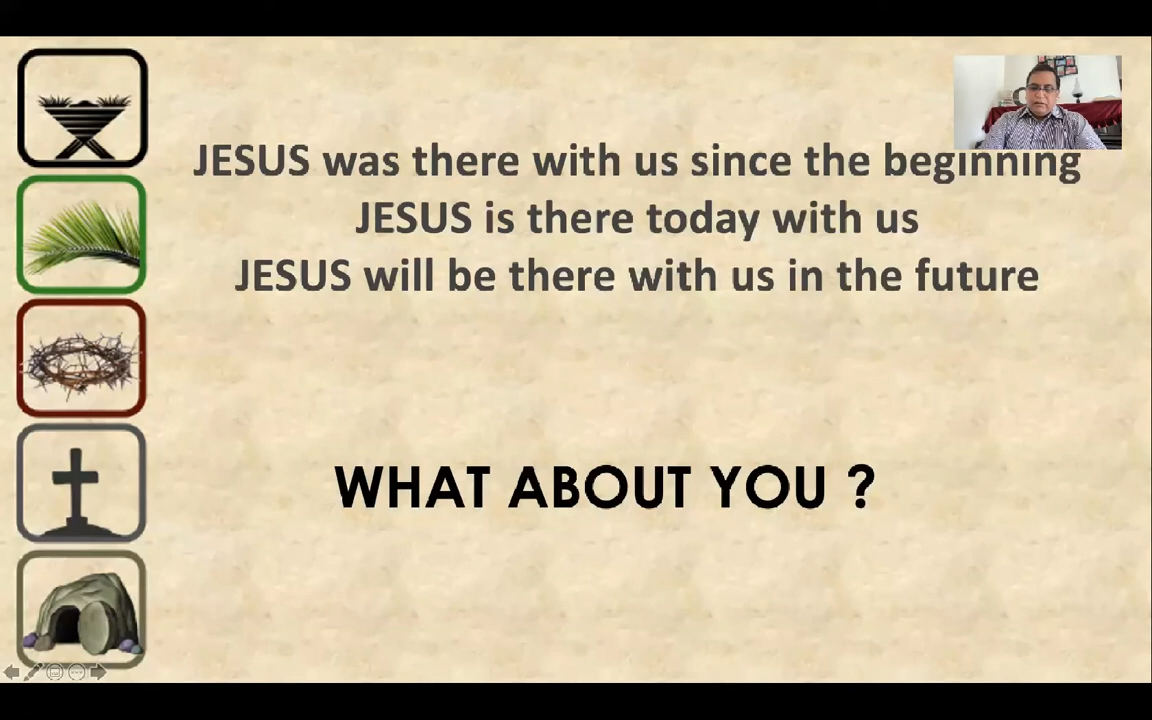 JESUS was there with us since the beginning
JESUS is there today with us
JESUS will be there with us in the future
WHAT ABOUT YOU ?